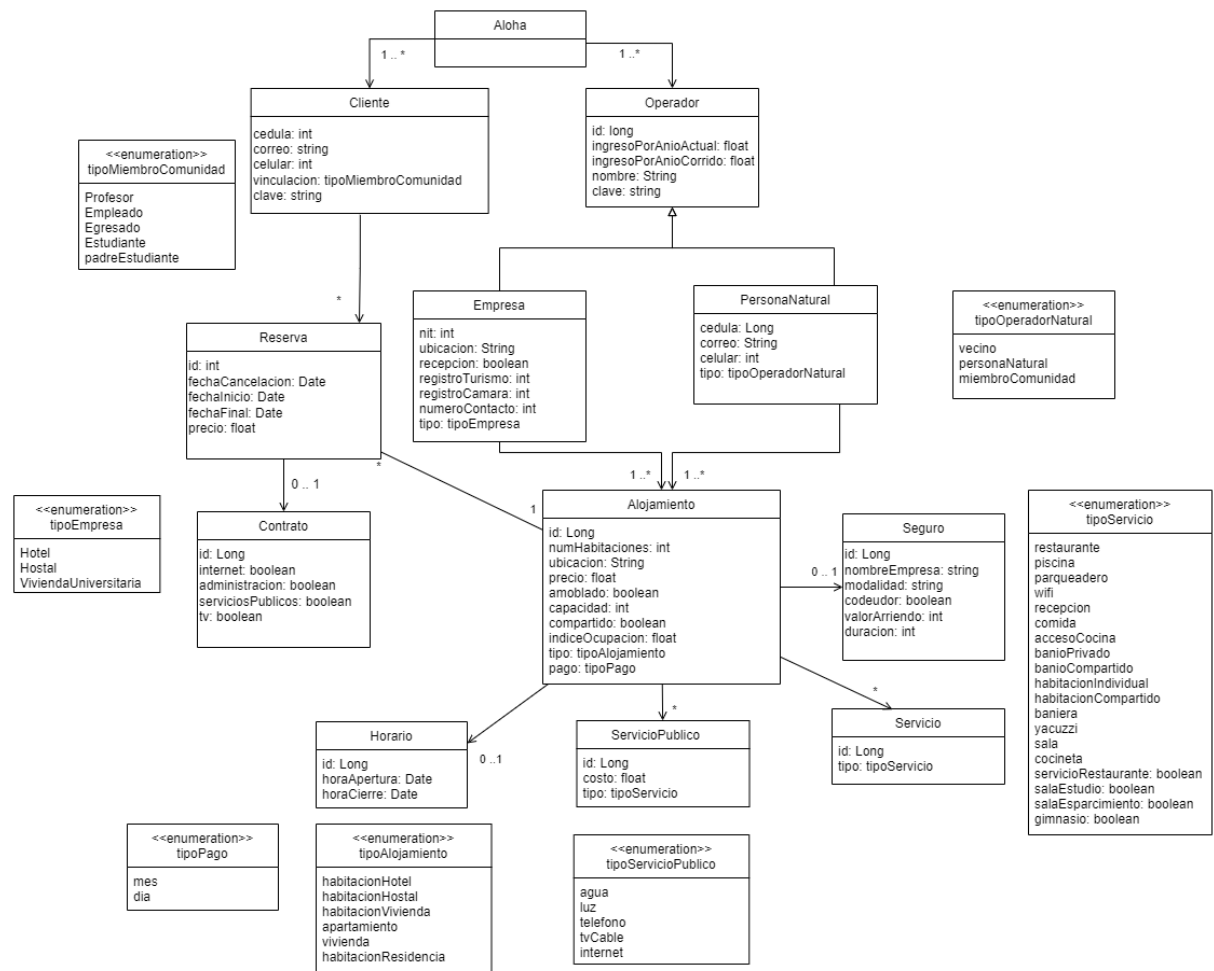 Aloha
1 .. *
1..*
Cliente
cedula: int
correo: string
celular: int
vinculacion: tipoMiembroComunidad
clave: string
Operador
id: long
ingresoPorAnioActual: float
ingresoPorAnioCorrido: float
nombre: String
clave: string
<<enumeration>>
tipoMiembroComunidad
Profesor
Empleado
Egresado
Estudiante
padreEstudiante
*
Reserva
id: int
fechaCancelacion: Date
fechaInicio: Date
fechaFinal: Date
precio: float
Empresa
nit: int
ubicacion: String
recepcion: boolean
registroTurismo: int
registroCamara: int
numeroContacto: int
tipo: tipoEmpresa
PersonaNatural
cedula: Long
correo: String
celular: int
tipo: tipoOperadorNatural
<<enumeration>>
tipoOperadorNatural
vecino
personaNatural
miembroComunidad
*
0 .. 1
1 ..*
1..*
1
<<enumeration>>
tipoEmpresa
Hotel
Hostal
ViviendaUniversitaria
Contrato
id: Long
internet: boolean
administracion: boolean
serviciosPublicos: boolean
tv: boolean
Alojamiento
id: Long
numHabitaciones: int
ubicacion: String
precio: float
amoblado: boolean
capacidad: int
compartido: boolean
indiceOcupacion: float
tipo: tipoAlojamiento
pago: tipoPago
0 .. 1
Seguro
id: Long
nombreEmpresa: string
modalidad: string
codeudor: boolean
valorArriendo: int
duracion: int
<<enumeration>>
tipoServicio
restaurante
piscina
parqueadero
wifi
recepcion
comida
accesoCocina
banioPrivado
banioCompartido
habitacionIndividual
habitacionCompartido
baniera
yacuzzi
sala
cocineta
servicioRestaurante: boolean
salaEstudio: boolean
salaEsparcimiento: boolean
gimnasio: boolean
0 ..1
*
*
Horario
id: Long
horaApertura: Date
horaCierre: Date
ServicioPublico
id: Long
costo: float
tipo: tipoServicio
Servicio
id: Long
tipo: tipoServicio
<<enumeration>>
tipoPago
mes
dia
<<enumeration>>
tipoAlojamiento
habitacionHotel
habitacionHostal
habitacionVivienda
apartamiento
vivienda
habitacionResidencia
<<enumeration>>
tipoServicioPublico
agua
luz
telefono
tvCable
internet